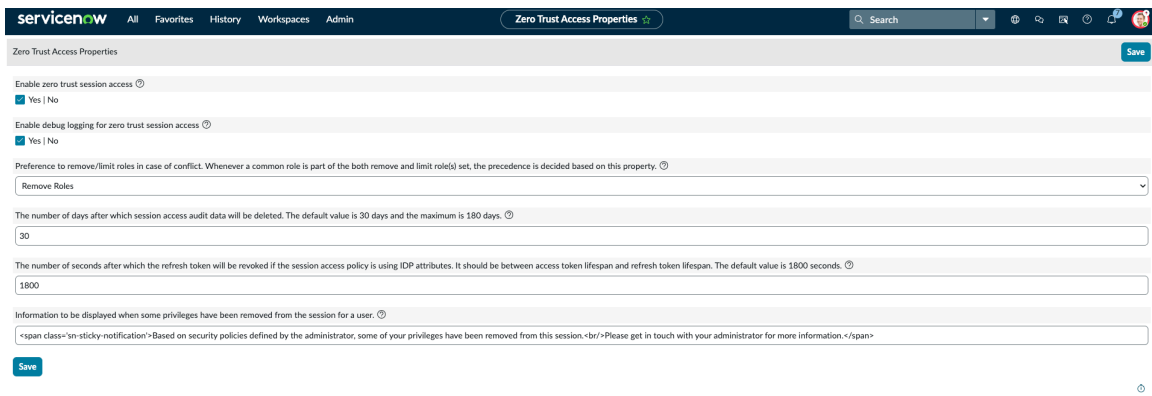 servicenow All Favorites History Workspaces Admin Zero Trust Access Properties Search 7
Zero Trust Access Properties Save
Enable zero trust session access
Yes | No
Enable debug logging for zero trust session access
Yes | No
Preference to remove/limit roles in case of conflict. Whenever a common role is part of the both remove and limit role(s) set, the precedence is decided based on this property.
Remove Roles
The number of days after which session access audit data will be deleted. The default value is 30 days and the maximum is 180 days.
30
The number of seconds after which the refresh token will be revoked if the session access policy is using IDP attributes. It should be between access token lifespan and refresh token lifespan. The default value is 1800 seconds.
1800
Information to be displayed when some privileges have been removed from the session for a user.
<span class='sn-sticky-notification'>Based on security policies defined by the administrator, some of your privileges have been removed from this session.<br/>Please get in touch with your administrator for more information.</span>
Save